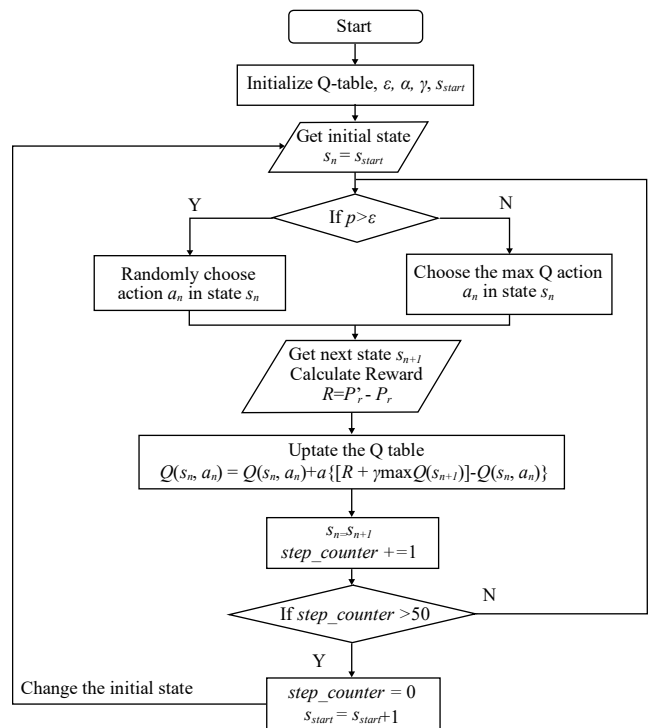 Start
Initialize Q-table, ε, α, γ, s_start
Get initial state
s_n = s_start
If p>ε
Y
N
Randomly choose
action a_n in state s_n
Choose the max Q action
a_n in state s_n
Get next state s_{n+1}
Calculate Reward
R=P'_r - P_r
Uptate the Q table
Q(s_n, a_n) = Q(s_n, a_n)+a{[R + γmaxQ(s_{n+1})]-Q(s_n, a_n)}
s_n=s_{n+1}
step_counter +=1
If step_counter >50
N
Y
Change the initial state
step_counter = 0
s_start = s_start+1